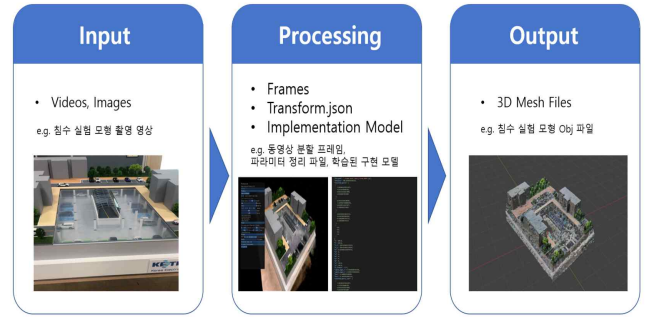 Input
• Videos, Images
e.g. 침수 실험 모형 촬영 영상
Processing
• Frames
• Transform.json
• Implementation Model
e.g. 동영상 분할 프레임,
파라미터 정리 파일, 학습된 구현 모델
Output
• 3D Mesh Files
e.g. 침수 실험 모형 Obj 파일